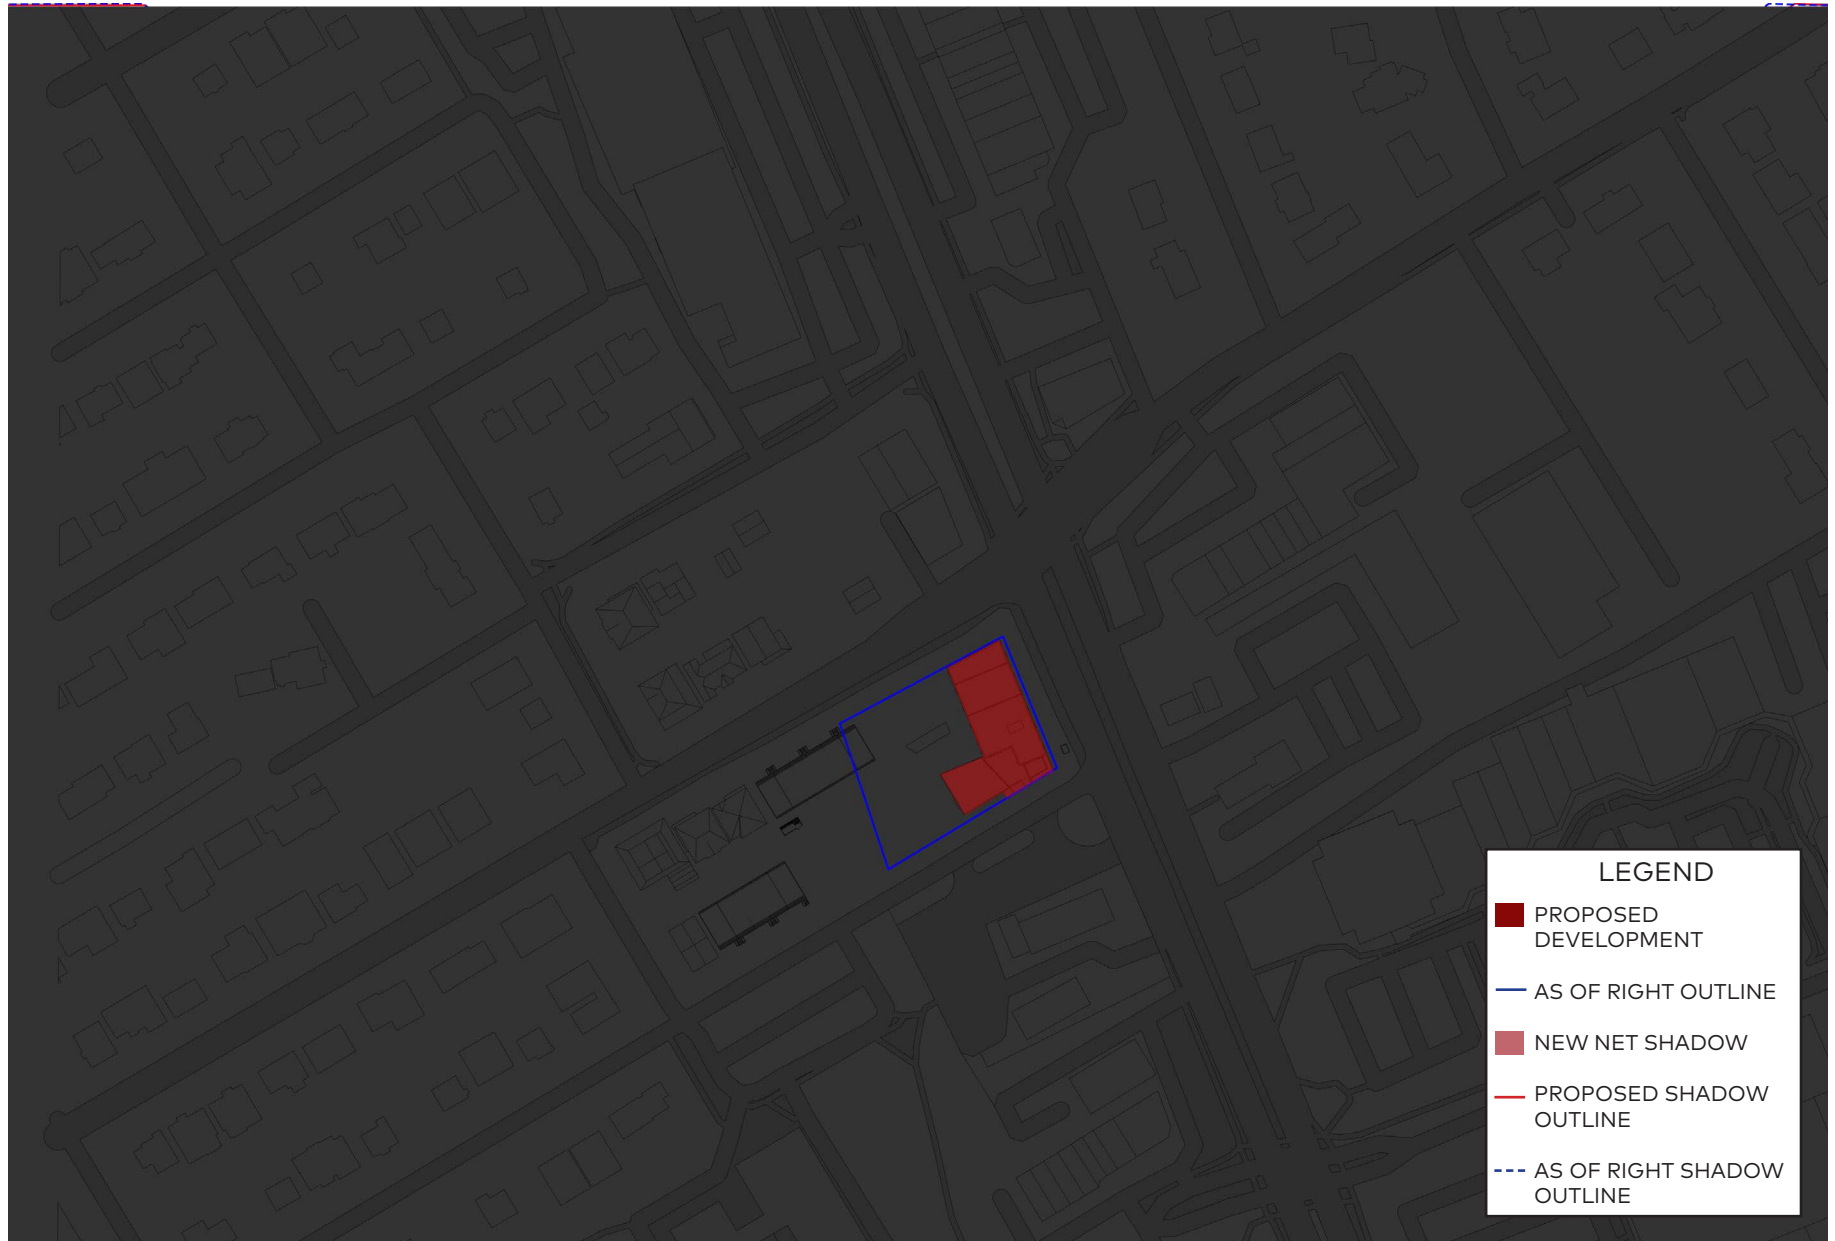 LEGEND
PROPOSED
DEVELOPMENT
AS OF RIGHT OUTLINE
NEW NET SHADOW
PROPOSED SHADOW
OUTLINE
AS OF RIGHT SHADOW
OUTLINE